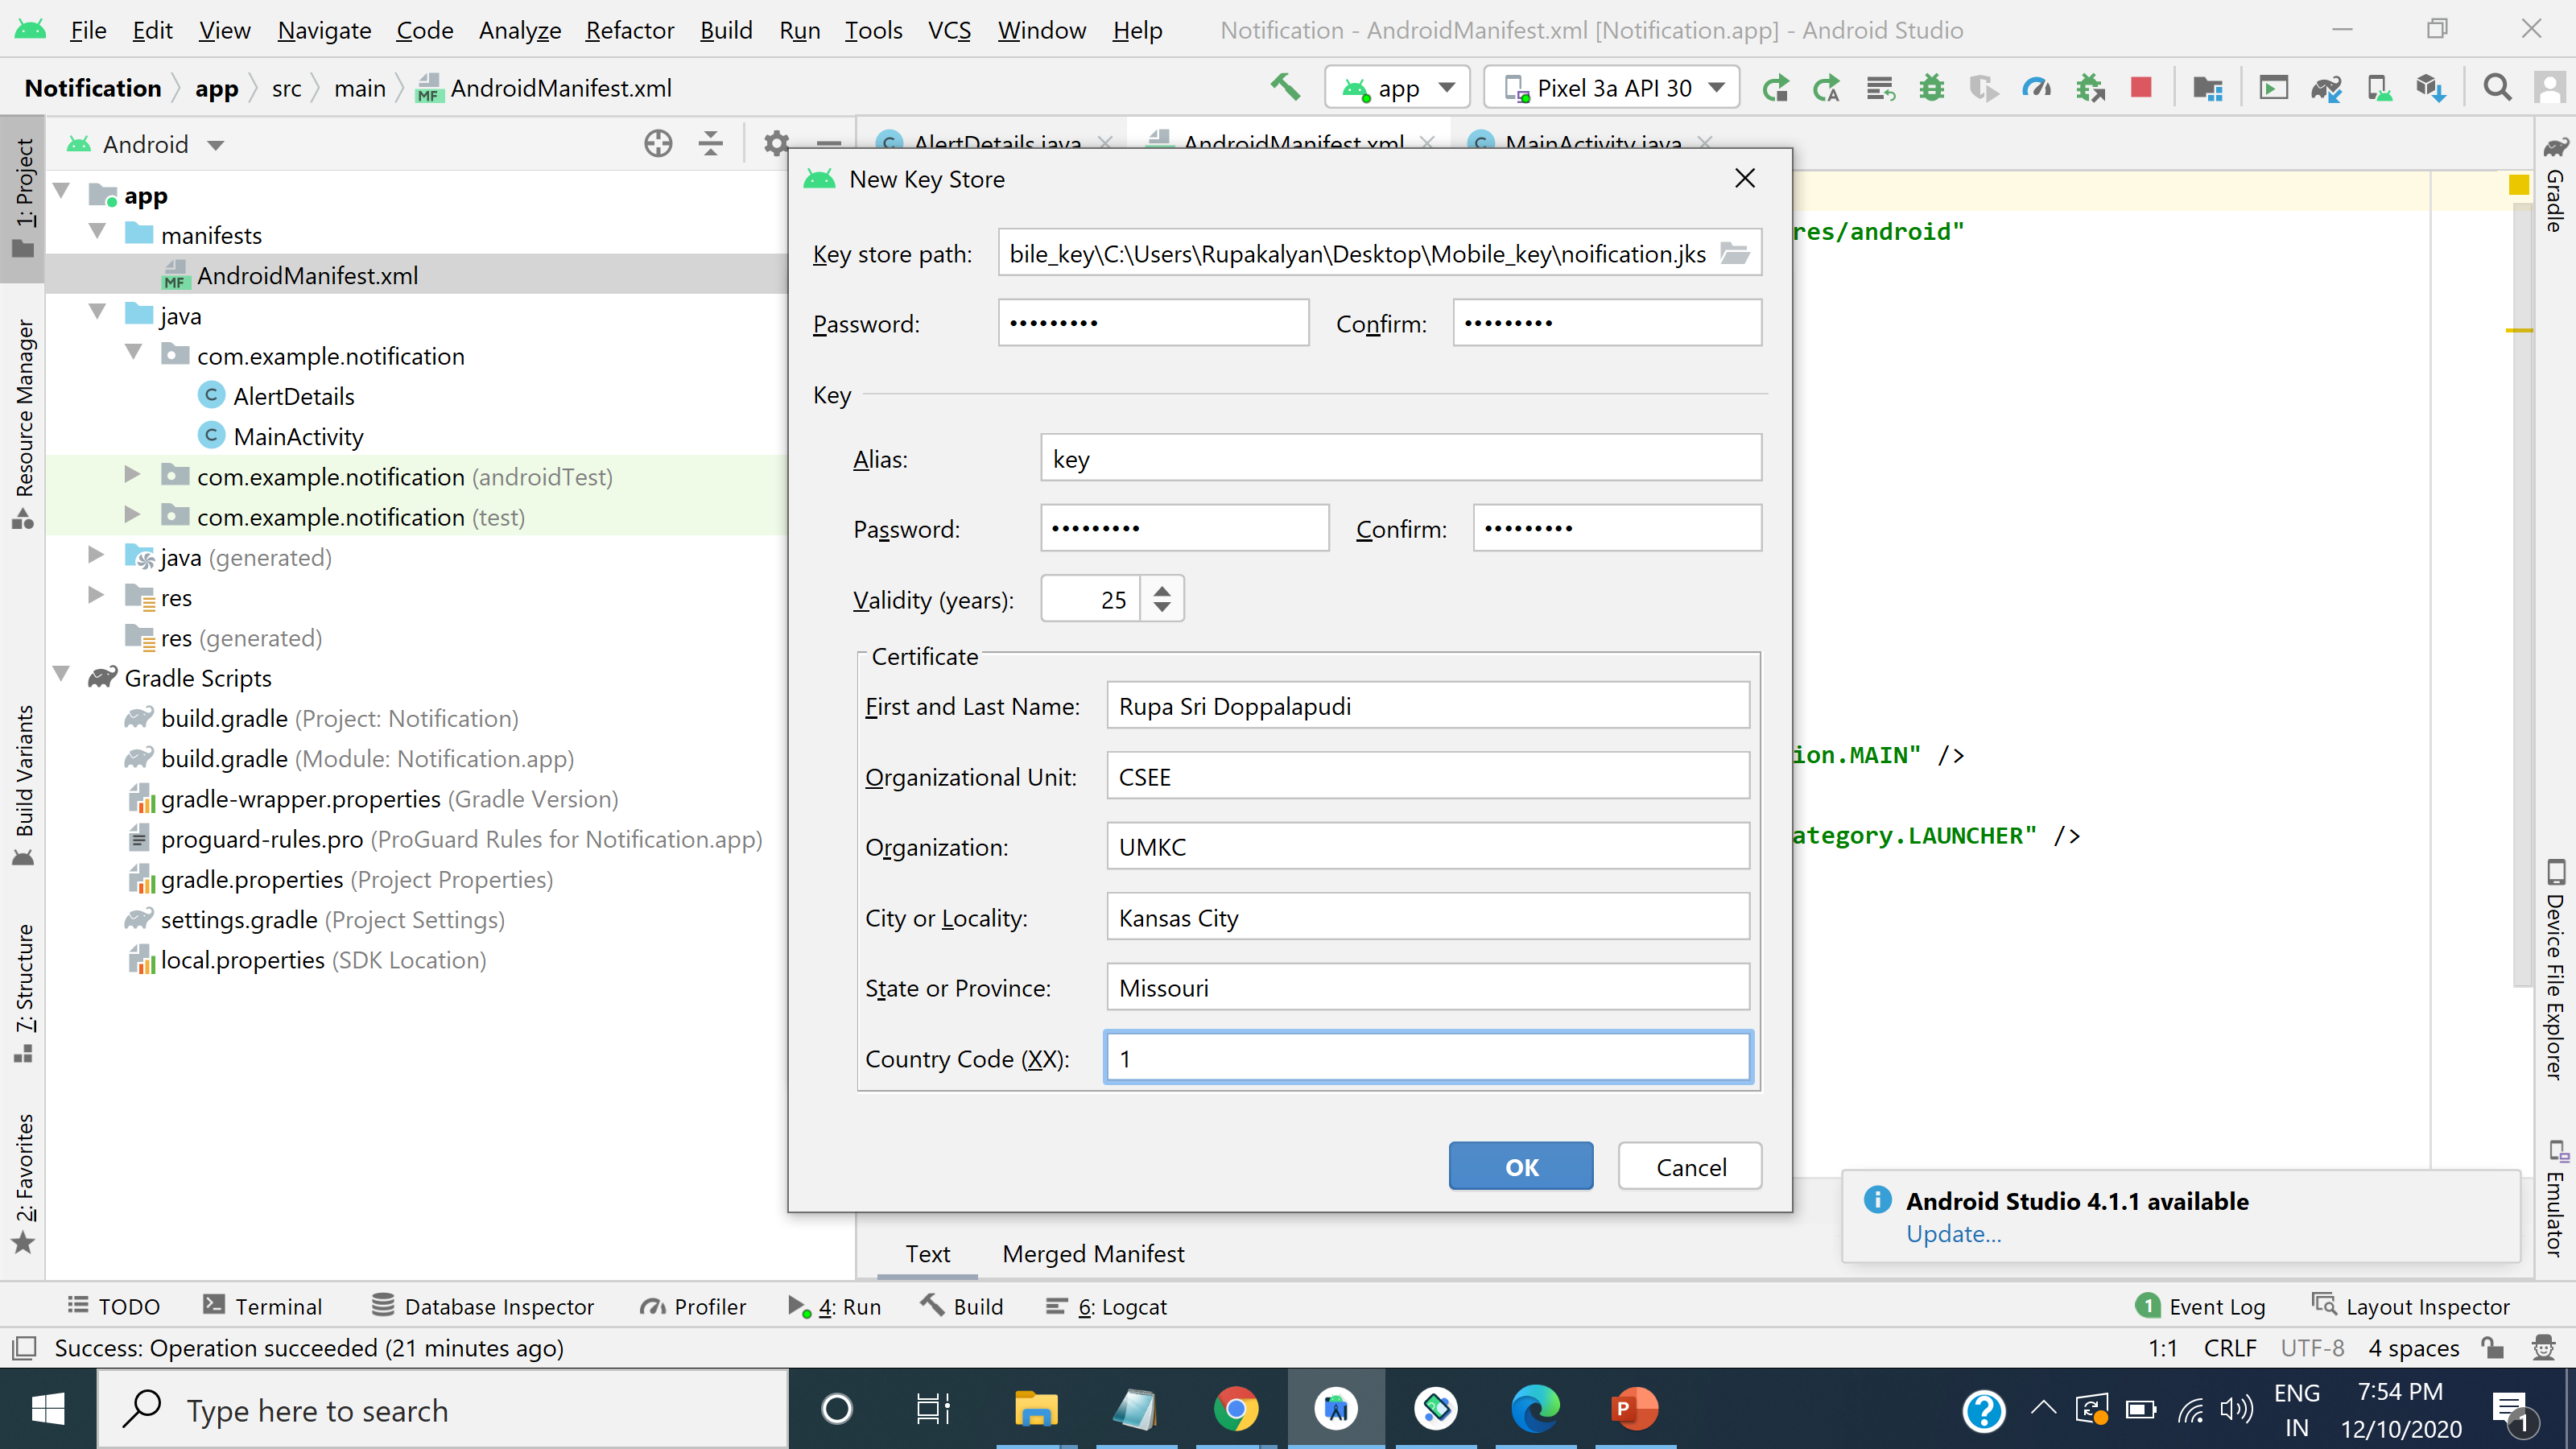 File Edit View Navigate Code Analyze Refactor Build Run Tools VCS Window Help Notification - AndroidManifest.xml [Notification.app] - Android Studio
Notification app src main AndroidManifest.xml app Pixel 3a API 30
Android
AlertDetails.java AndroidManifest.xml MainActivity.java
1: Project
Resource Manager
Build Variants
7: Structure
2: Favorites
app
manifests
AndroidManifest.xml
java
com.example.notification
AlertDetails
MainActivity
com.example.notification (androidTest)
com.example.notification (test)
java (generated)
res
res (generated)
Gradle Scripts
build.gradle (Project: Notification)
build.gradle (Module: Notification.app)
gradle-wrapper.properties (Gradle Version)
proguard-rules.pro (ProGuard Rules for Notification.app)
gradle.properties (Project Properties)
settings.gradle (Project Settings)
local.properties (SDK Location)
New Key Store
Key store path: bile_key\C:\Users\Rupakalyan\Desktop\Mobile_key\noification.jks
Password: ••••••••• Confirm: •••••••••
Key
Alias: key
Password: ••••••••• Confirm: •••••••••
Validity (years): 25
Certificate
First and Last Name: Rupa Sri Doppalapudi
Organizational Unit: CSEE
Organization: UMKC
City or Locality: Kansas City
State or Province: Missouri
Country Code (XX): 1
OK Cancel
res/android"
ion.MAIN" />
ategory.LAUNCHER" />
Gradle
Device File Explorer
Emulator
Android Studio 4.1.1 available
Update...
Text Merged Manifest
TODO Terminal Database Inspector Profiler 4: Run Build 6: Logcat 1 Event Log Layout Inspector
Success: Operation succeeded (21 minutes ago) 1:1 CRLF UTF-8 4 spaces
Type here to search
ENG
IN
7:54 PM
12/10/2020
1